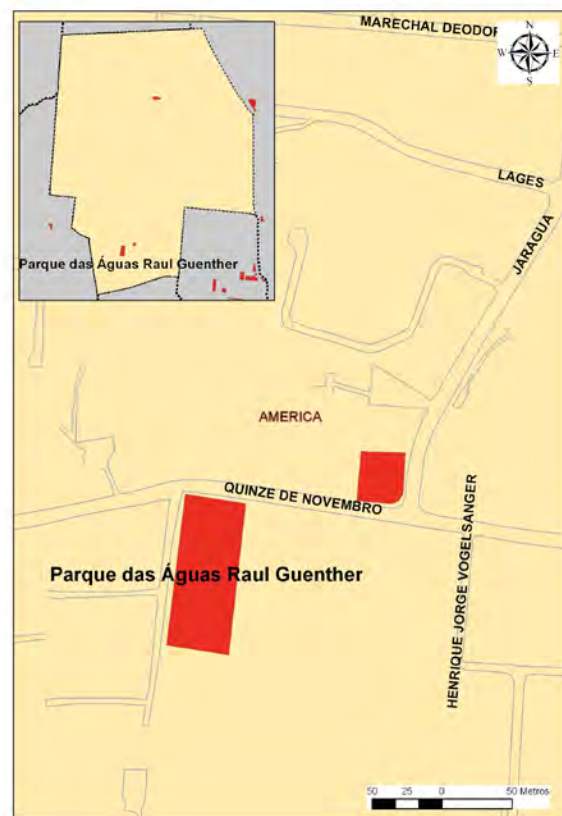 MARECHAL DEODOR
N
W
E
S
LAGES
JARAGUA
Parque das Águas Raul Guenther
AMERICA
QUINZE DE NOVEMBRO
HENRIQUE JORGE VOGELSANGER
Parque das Águas Raul Guenther
50 25 0 50 Metros